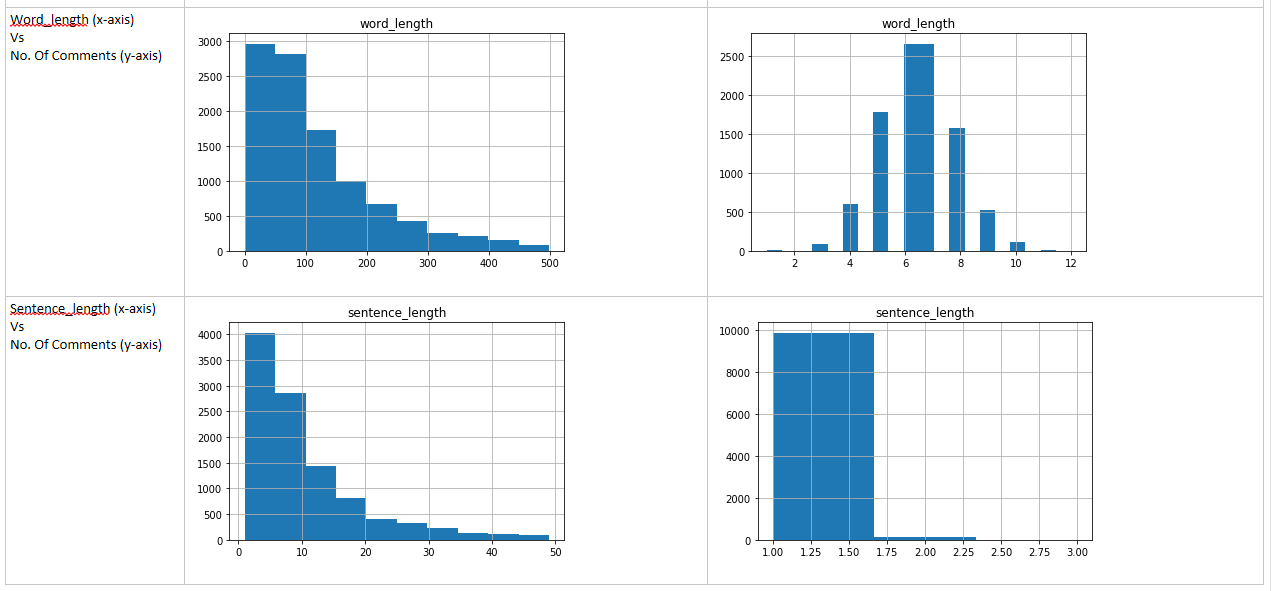 Word_length (x-axis)
Vs
No. Of Comments (y-axis)
word_length
3000
2500
2000
1500
1000
500
0
0 100 200 300 400 500
word_length
2500
2000
1500
1000
500
0
2 4 6 8 10 12
Sentence_length (x-axis)
Vs
No. Of Comments (y-axis)
sentence_length
4000
3500
3000
2500
2000
1500
1000
500
0
0 10 20 30 40 50
sentence_length
10000
8000
6000
4000
2000
0
1.00 1.25 1.50 1.75 2.00 2.25 2.50 2.75 3.00